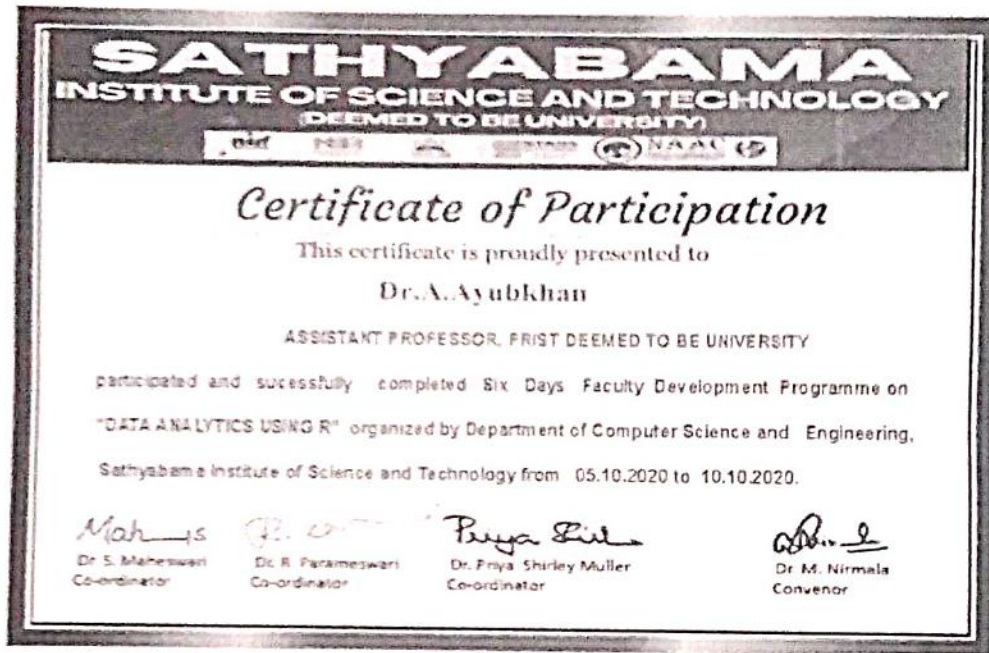 SATHYABAMA
INSTITUTE OF SCIENCE AND TECHNOLOGY
(DEEMED TO BE UNIVERSITY)
NAAC
Certificate of Participation
This certificate is proudly presented to
Dr.A.Ayubkhan
ASSISTANT PROFESSOR, PRIST DEEMED TO BE UNIVERSITY
participated and sucessfully completed Six Days Faculty Development Programme on
"DATA ANALYTICS USING R" organized by Department of Computer Science and Engineering,
Sathyabama Institute of Science and Technology from 05.10.2020 to 10.10.2020.
Priya
Dr S. Maheswari Dr. R. Parameswari Dr. Priya Shirley Muller Dr M. Nirmala
Co-ordinator Co-ordinator Co-ordinator Convenor